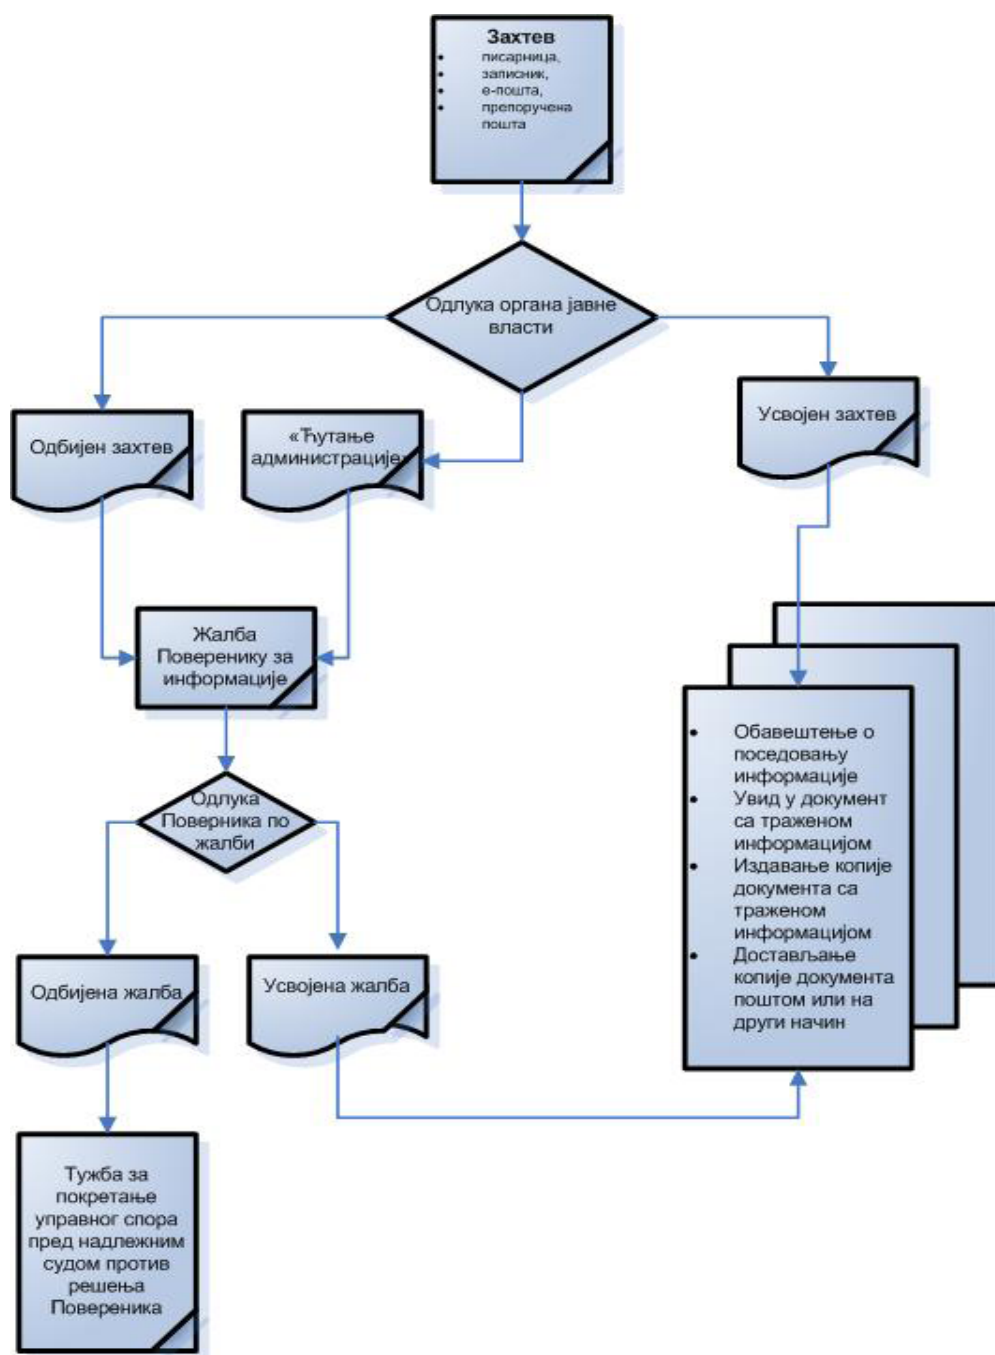 Захтев
• писарница,
• записник,
• е-пошта,
• препоручена
пошта
Одлука органа јавне
власти
Одбијен захтев
«Ћутање
администрације
Усвојен захтев
Жалба
Поверенику за
информације
Одлука
Поверника по
жалби
• Обавештење о
поседовању
информације
• Увид у документ
са траженом
информацијом
• Издавање копије
документа са
траженом
информацијом
• Достављање
копије документа
поштом или на
други начин
Одбијена жалба
Усвојена жалба
Тужба за
покретање
управног спора
пред надлежним
судом против
решења
Повереника